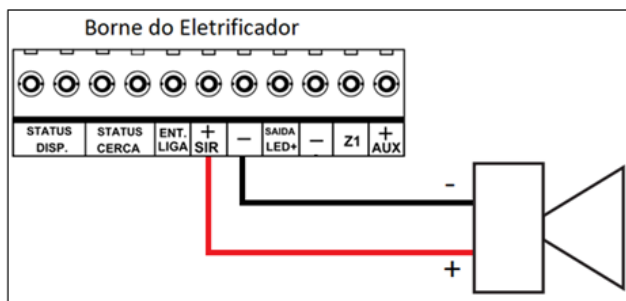 Borne do Eletrificador
STATUS DISP.
STATUS CERCA
ENT. LIGA
+ SIR
−
SAIDA LED+
−
Z1
+ AUX
-
+